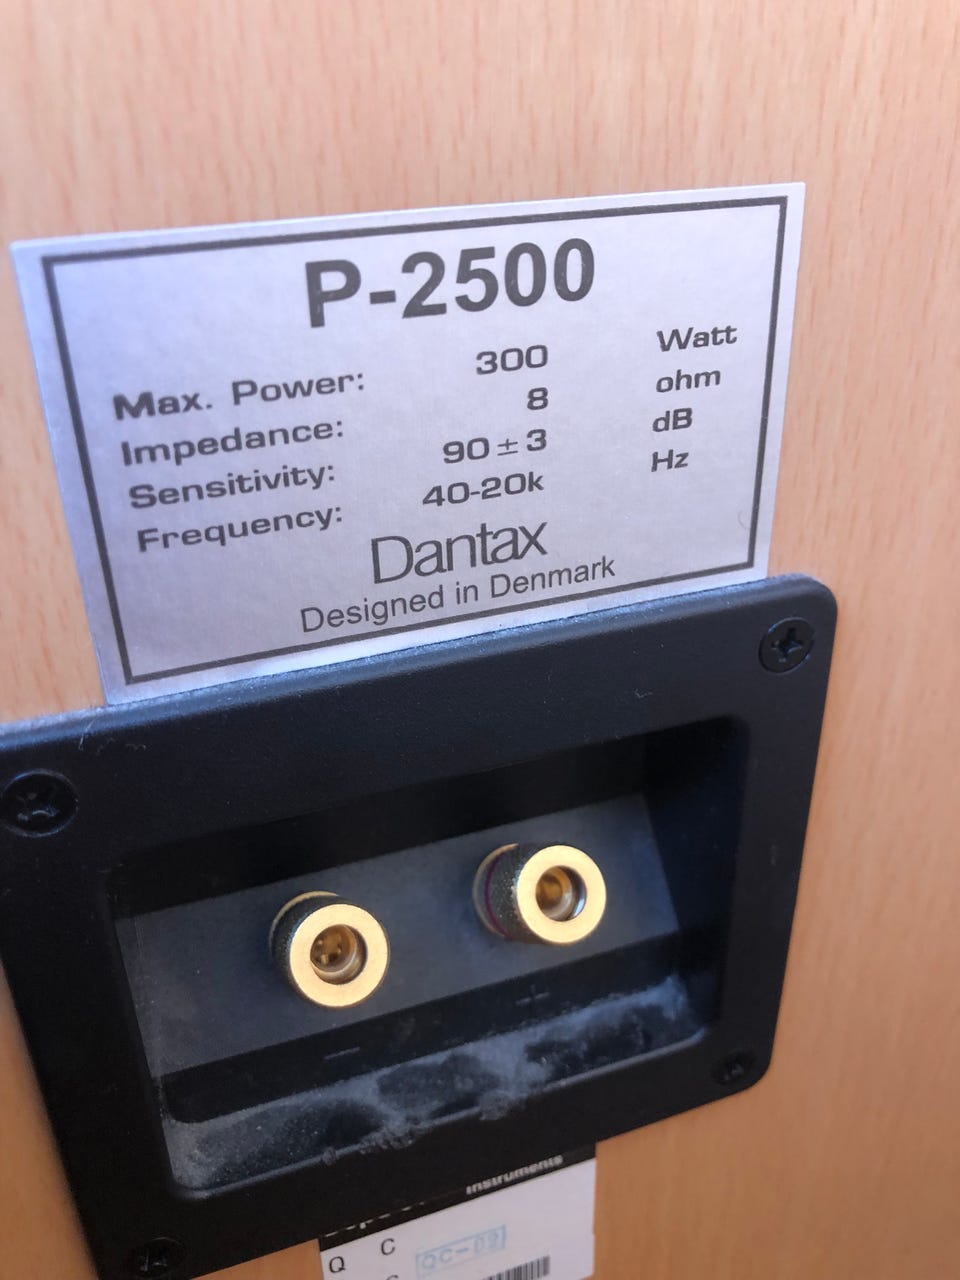 P-2500
Max. Power: 300 Watt
Impedance: 8 ohm
Sensitivity: 90 ± 3 dB
Frequency: 40-20k Hz
Dantax
Designed in Denmark
− +
Instruments
Q C QC-09